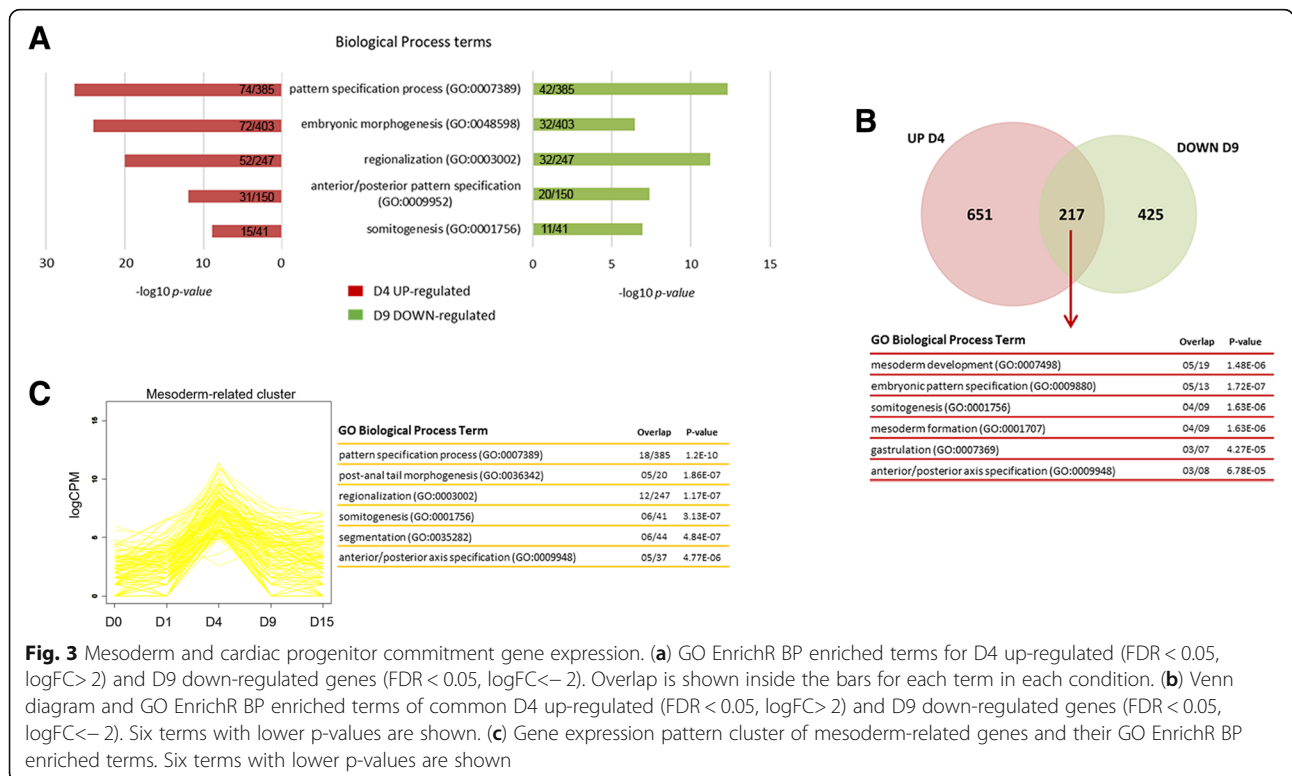 A
Biological Process terms
74/385 pattern specification process (GO:0007389) 42/385
72/403 embryonic morphogenesis (GO:0048598) 32/403
52/247 regionalization (GO:0003002) 32/247
31/150 anterior/posterior pattern specification (GO:0009952) 20/150
15/41 somitogenesis (GO:0001756) 11/41
30 20 10 0
0 5 10 15
-log10 p-value
-log10 p-value
D4 UP-regulated
D9 DOWN-regulated
B
UP D4
DOWN D9
651 217 425
GO Biological Process Term Overlap P-value
mesoderm development (GO:0007498) 05/19 1.48E-06
embryonic pattern specification (GO:0009880) 05/13 1.72E-07
somitogenesis (GO:0001756) 04/09 1.63E-06
mesoderm formation (GO:0001707) 04/09 1.63E-06
gastrulation (GO:0007369) 03/07 4.27E-05
anterior/posterior axis specification (GO:0009948) 03/08 6.78E-05
C
Mesoderm-related cluster
logCPM
15
10
5
0
D0 D1 D4 D9 D15
GO Biological Process Term Overlap P-value
pattern specification process (GO:0007389) 18/385 1.2E-10
post-anal tail morphogenesis (GO:0036342) 05/20 1.86E-07
regionalization (GO:0003002) 12/247 1.17E-07
somitogenesis (GO:0001756) 06/41 3.13E-07
segmentation (GO:0035282) 06/44 4.84E-07
anterior/posterior axis specification (GO:0009948) 05/37 4.77E-06
Fig. 3 Mesoderm and cardiac progenitor commitment gene expression. (a) GO EnrichR BP enriched terms for D4 up-regulated (FDR < 0.05,
logFC> 2) and D9 down-regulated genes (FDR < 0.05, logFC<− 2). Overlap is shown inside the bars for each term in each condition. (b) Venn
diagram and GO EnrichR BP enriched terms of common D4 up-regulated (FDR < 0.05, logFC> 2) and D9 down-regulated genes (FDR < 0.05,
logFC<− 2). Six terms with lower p-values are shown. (c) Gene expression pattern cluster of mesoderm-related genes and their GO EnrichR BP
enriched terms. Six terms with lower p-values are shown